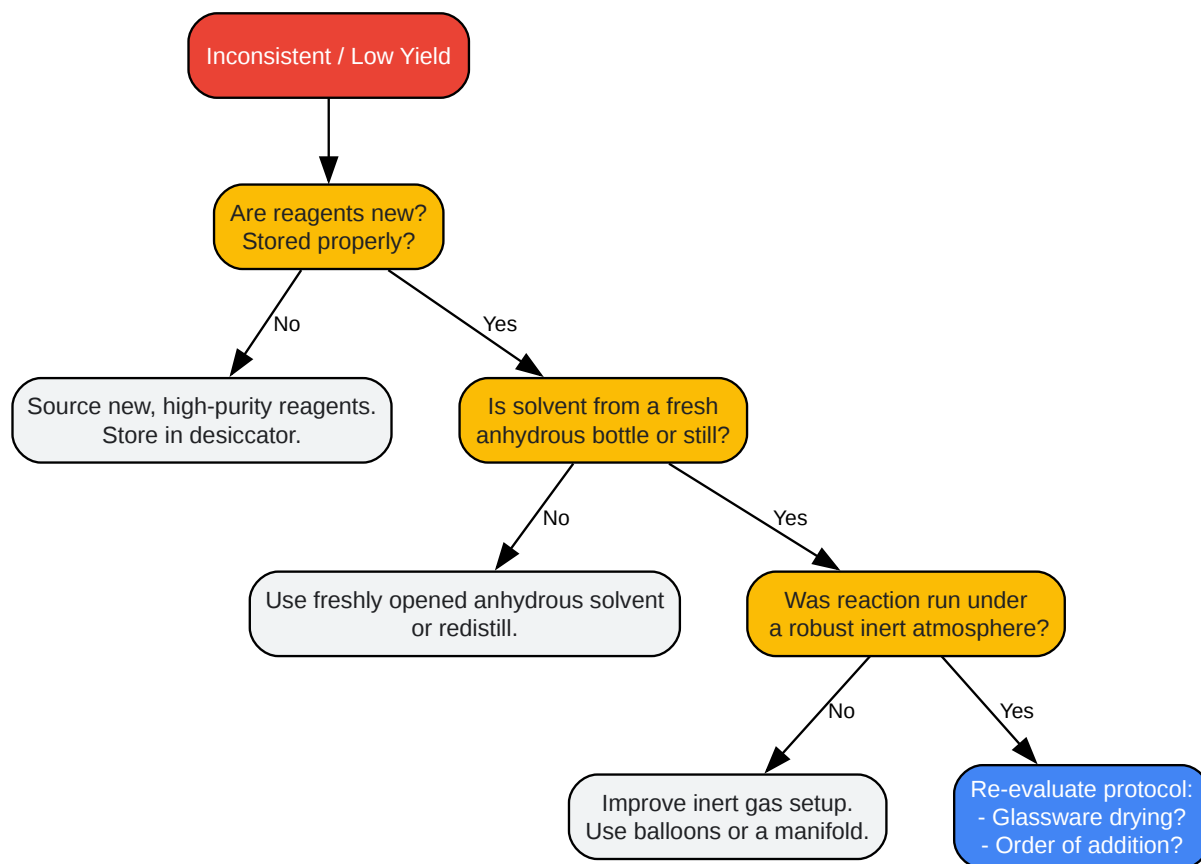 Inconsistent / Low Yield
Are reagents new?
Stored properly?
No
Yes
Source new, high-purity reagents.
Store in desiccator.
Is solvent from a fresh
anhydrous bottle or still?
No
Yes
Use freshly opened anhydrous solvent
or redistill.
Was reaction run under
a robust inert atmosphere?
No
Yes
Improve inert gas setup.
Use balloons or a manifold.
Re-evaluate protocol:
- Glassware drying?
- Order of addition?